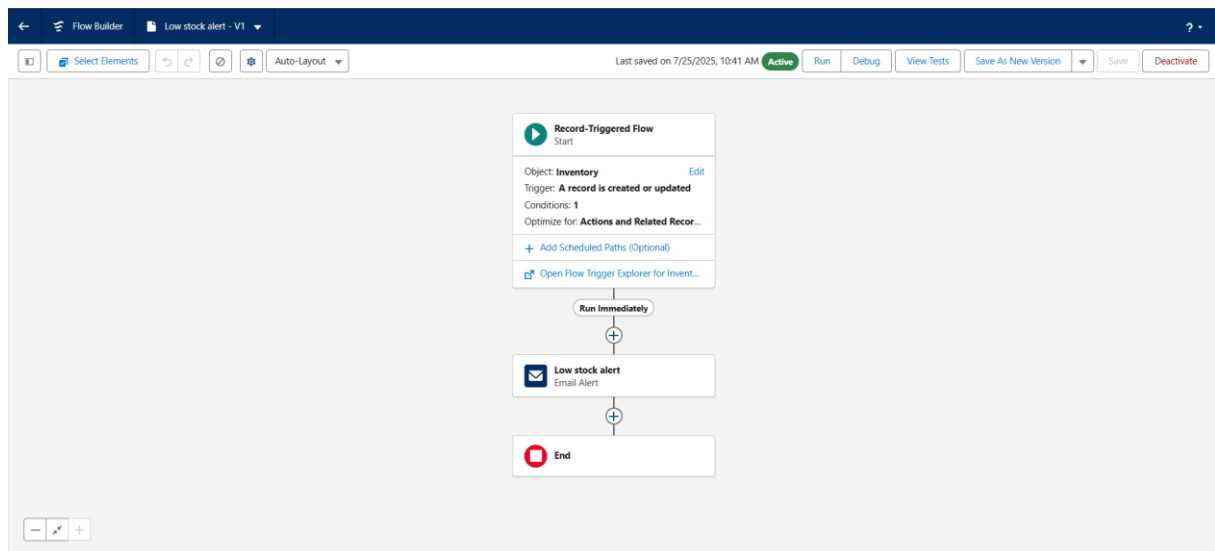 Flow Builder Low stock alert - V1 ?
Select Elements Auto-Layout Last saved on 7/25/2025, 10:41 AM Active Run Debug View Tests Save As New Version Save Deactivate
Record-Triggered Flow
Start
Object: Inventory Edit
Trigger: A record is created or updated
Conditions: 1
Optimize for: Actions and Related Recor...
+ Add Scheduled Paths (Optional)
Open Flow Trigger Explorer for Invent...
Run Immediately
Low stock alert
Email Alert
End